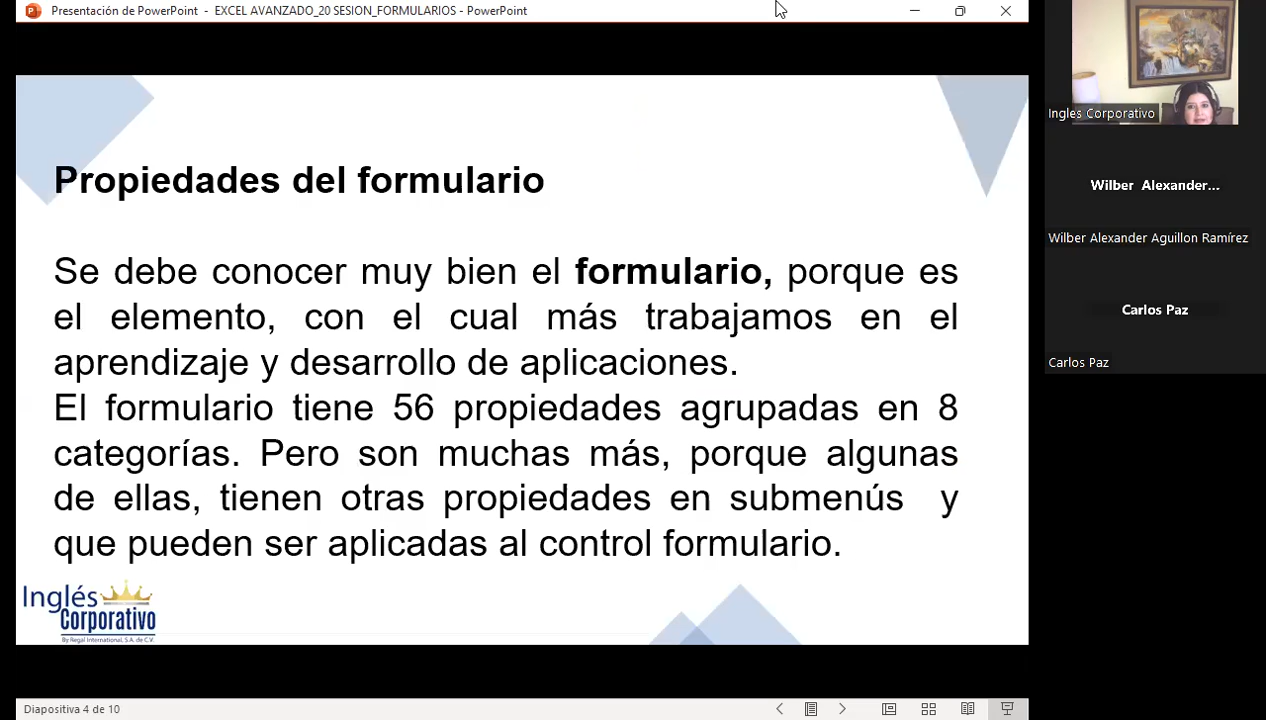 Presentación de PowerPoint - EXCEL AVANZADO_20 SESION_FORMULARIOS - PowerPoint
Propiedades del formulario
Se debe conocer muy bien el formulario, porque es
el elemento, con el cual más trabajamos en el
aprendizaje y desarrollo de aplicaciones.
El formulario tiene 56 propiedades agrupadas en 8
categorías. Pero son muchas más, porque algunas
de ellas, tienen otras propiedades en submenús y
que pueden ser aplicadas al control formulario.
Inglés
Corporativo
By Regal International, S.A. de C.V.
Diapositiva 4 de 10
Ingles Corporativo
Wilber Alexander...
Wilber Alexander Aguillon Ramírez
Carlos Paz
Carlos Paz